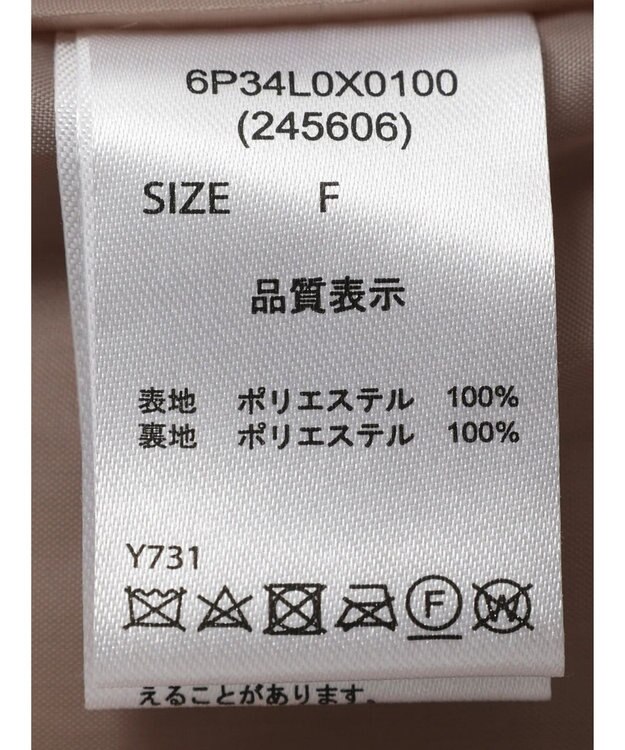 6P34L0X0100
(245606)
SIZE F
品質表示
表地 ポリエステル 100%
裏地 ポリエステル 100%
Y731
F W
えることがあります。